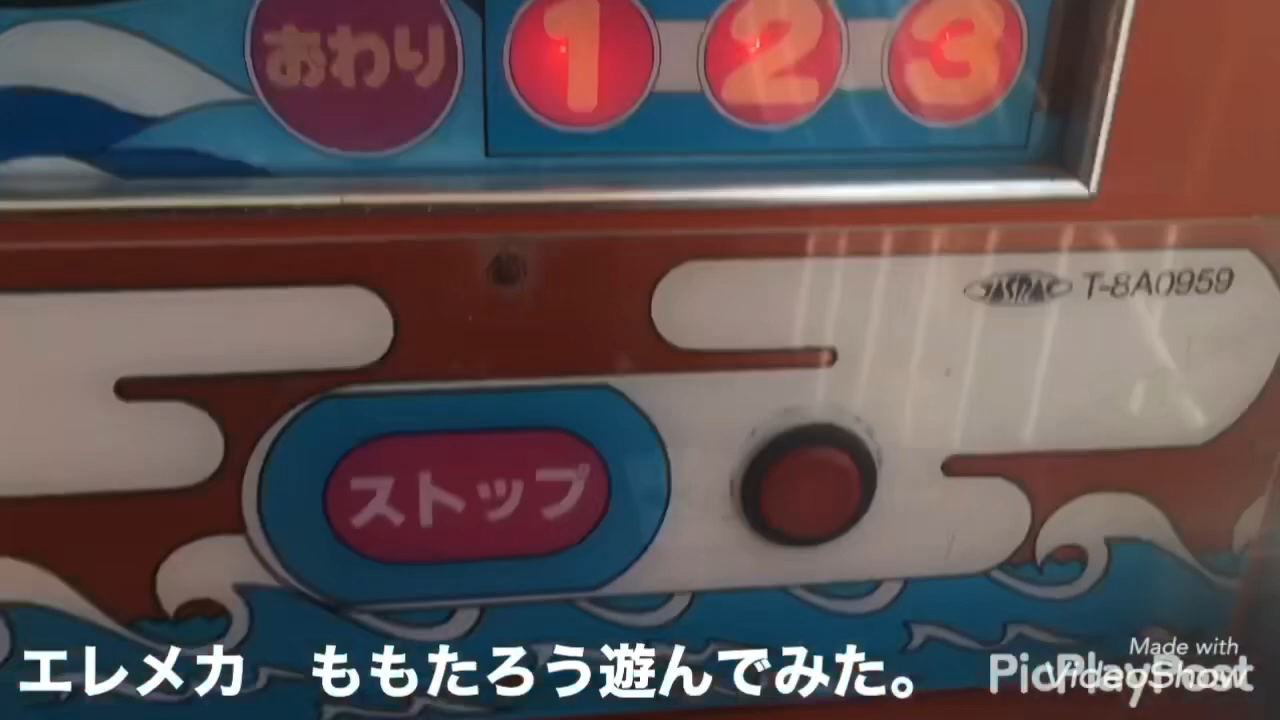 おわり
1
2
3
JASPAC T-8A0959
ストップ
エレメカ ももたろう遊んでみた。
Made with
VideoShow
PicPlayPost